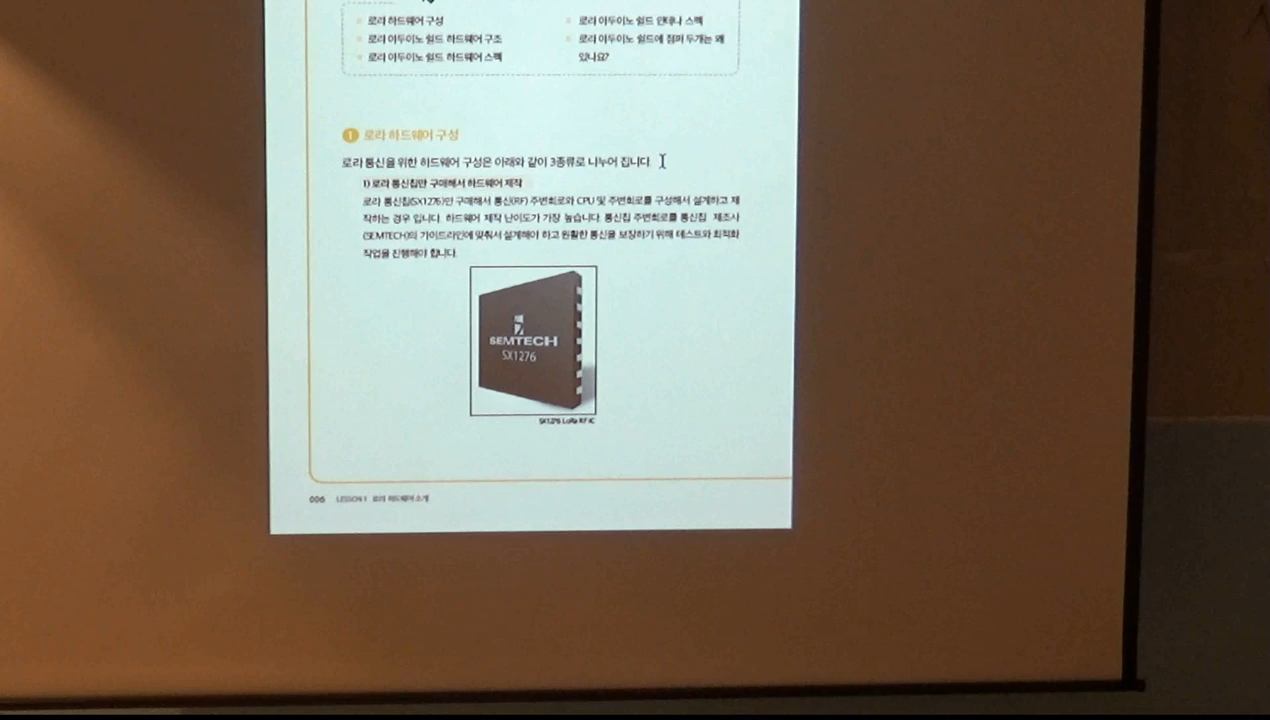 로라 하드웨어 구성
로라 아두이노 쉴드 하드웨어 구조
로라 아두이노 쉴드 하드웨어 스펙
로라 아두이노 쉴드 안테나 스펙
로라 아두이노 쉴드에 점퍼 두개는 왜
있나요?
1 로라 하드웨어 구성
로라 통신을 위한 하드웨어 구성은 아래와 같이 3종류로 나누어 집니다.
1) 로라 통신칩만 구매해서 하드웨어 제작
로라 통신칩(SX1276)만 구매해서 통신(RF) 주변회로와 CPU 및 주변회로를 구성해서 설계하고 제
작하는 경우 입니다. 하드웨어 제작 난이도가 가장 높습니다. 통신칩 주변회로를 통신칩 제조사
(SEMTECH)의 가이드라인에 맞춰서 설계해야 하고 원활한 통신을 보장하기 위해 테스트와 최적화
작업을 진행해야 합니다.
SEMTECH
SX1276
SX1276 LoRa RF IC
006 LESSON 1 로라 하드웨어 소개